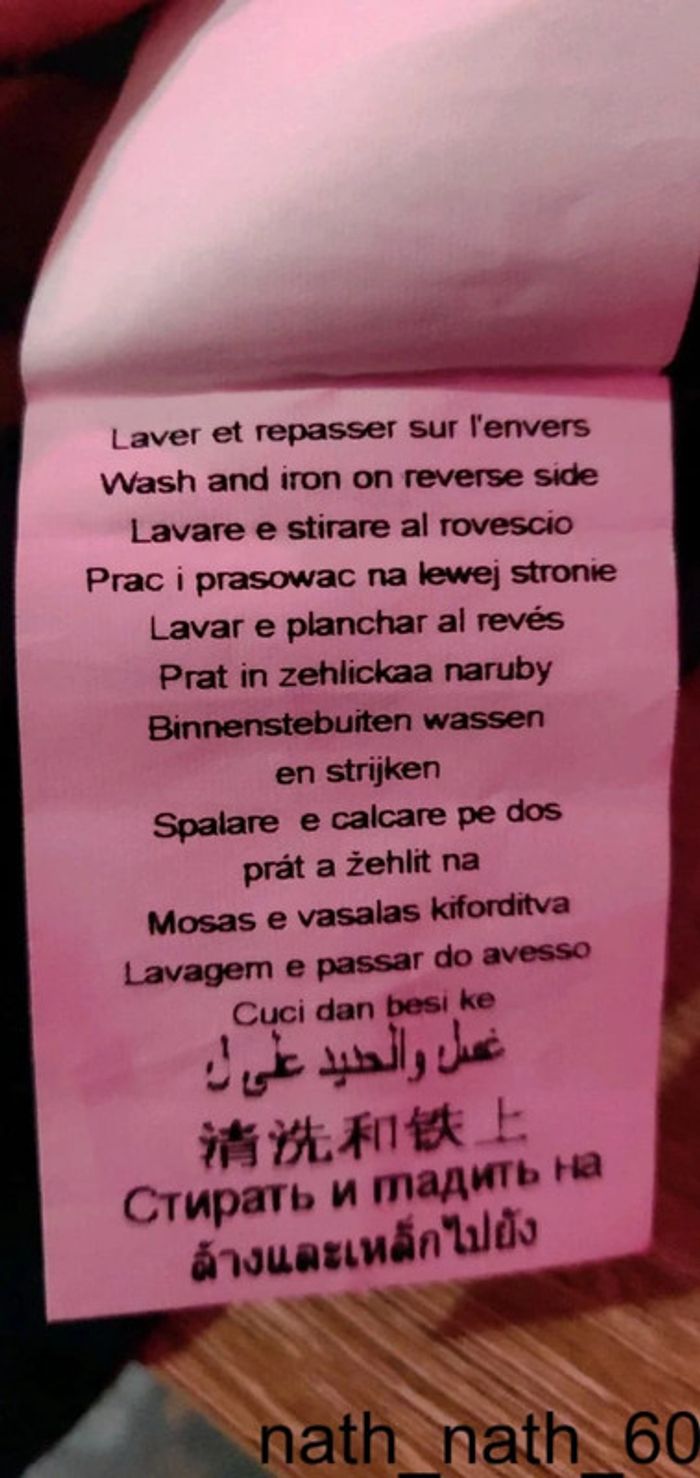 Laver et repasser sur l'envers
Wash and iron on reverse side
Lavare e stirare al rovescio
Prac i prasowac na lewej stronie
Lavar e planchar al revés
Prat in zehlickaa naruby
Binnenstebuiten wassen
en strijken
Spalare e calcare pe dos
prát a žehlit na
Mosas e vasalas kiforditva
Lavagem e passar do avesso
Cuci dan besi ke
غسل والحديد على ل
清洗和铁上
Стирать и гладить на
ล้างและเหล็กไปยัง
nath_nath_60